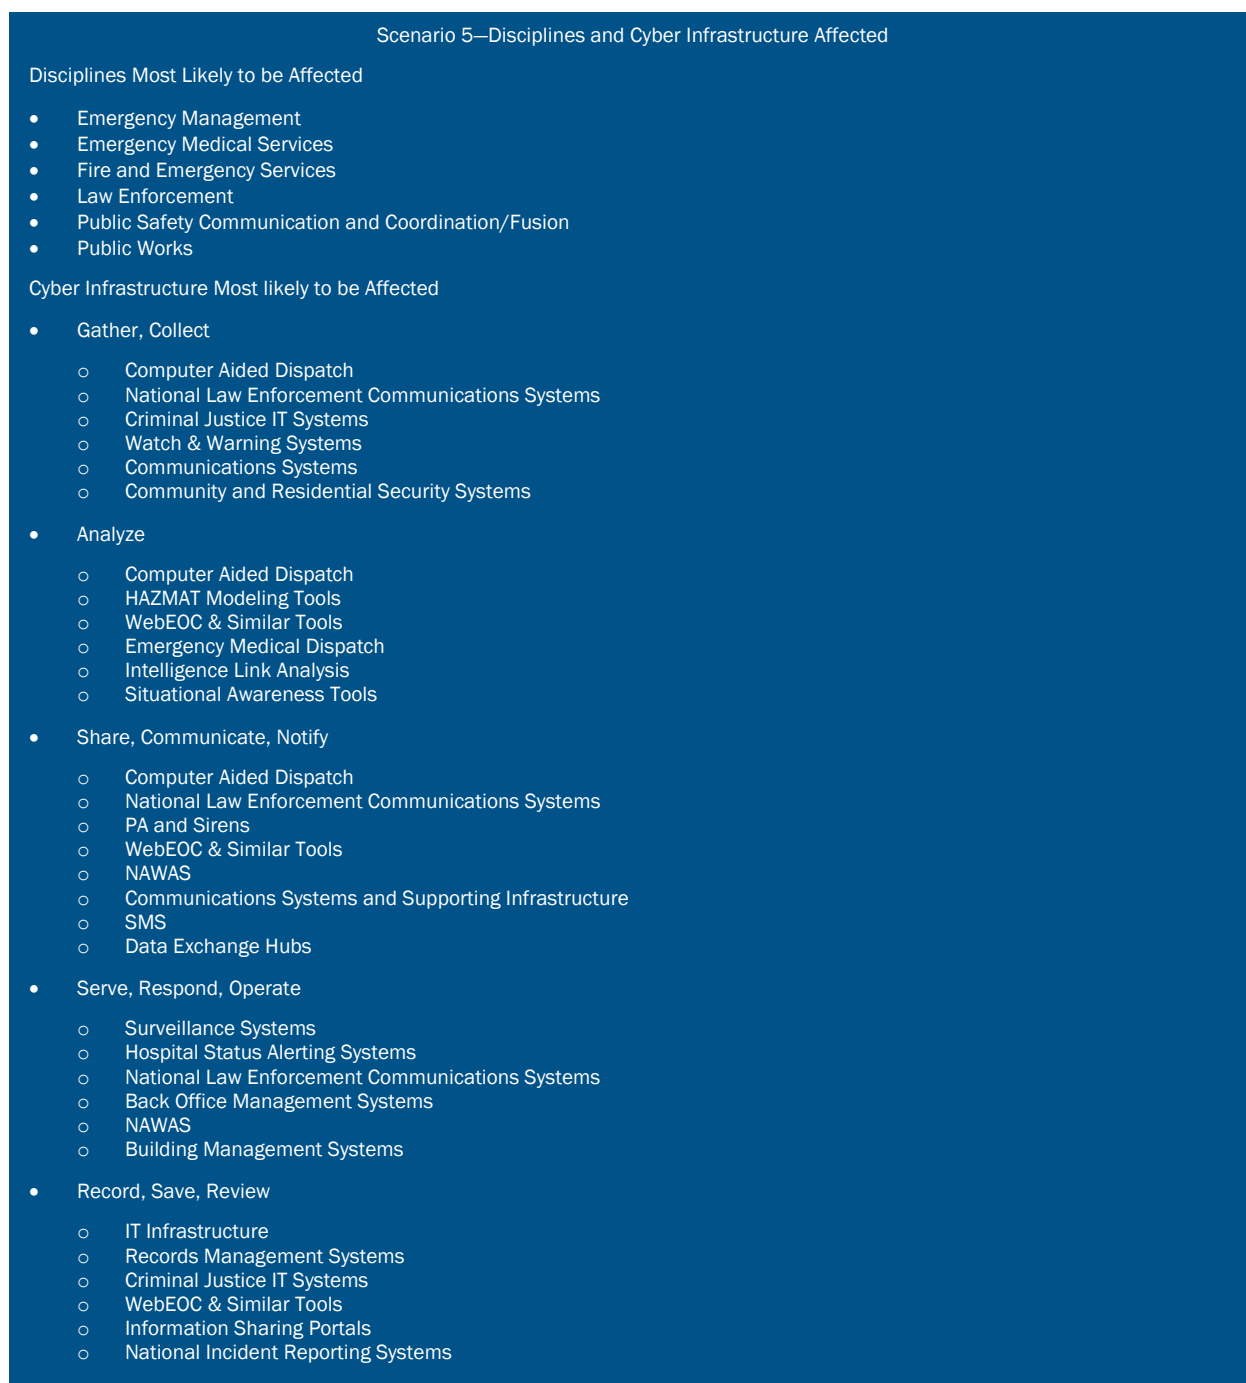 Scenario 5—Disciplines and Cyber Infrastructure Affected
Disciplines Most Likely to be Affected
• Emergency Management
• Emergency Medical Services
• Fire and Emergency Services
• Law Enforcement
• Public Safety Communication and Coordination/Fusion
• Public Works
Cyber Infrastructure Most likely to be Affected
• Gather, Collect
o Computer Aided Dispatch
o National Law Enforcement Communications Systems
o Criminal Justice IT Systems
o Watch & Warning Systems
o Communications Systems
o Community and Residential Security Systems
• Analyze
o Computer Aided Dispatch
o HAZMAT Modeling Tools
o WebEOC & Similar Tools
o Emergency Medical Dispatch
o Intelligence Link Analysis
o Situational Awareness Tools
• Share, Communicate, Notify
o Computer Aided Dispatch
o National Law Enforcement Communications Systems
o PA and Sirens
o WebEOC & Similar Tools
o NAWAS
o Communications Systems and Supporting Infrastructure
o SMS
o Data Exchange Hubs
• Serve, Respond, Operate
o Surveillance Systems
o Hospital Status Alerting Systems
o National Law Enforcement Communications Systems
o Back Office Management Systems
o NAWAS
o Building Management Systems
• Record, Save, Review
o IT Infrastructure
o Records Management Systems
o Criminal Justice IT Systems
o WebEOC & Similar Tools
o Information Sharing Portals
o National Incident Reporting Systems